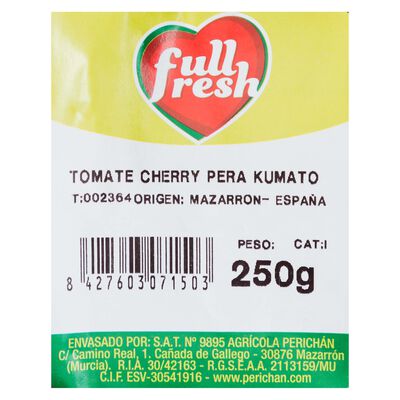 full
fresh
TOMATE CHERRY PERA KUMATO
T:002364 ORIGEN: MAZARRON- ESPAÑA
PESO: CAT:I
250g
8 427603 071503
ENVASADO POR: S.A.T. Nº 9895 AGRÍCOLA PERICHÁN
C/ Camino Real, 1. Cañada de Gallego - 30876 Mazarrón
(Murcia). R.I.A. 30/42163 - R.G.S.E.A.A. 2113159/MU
C.I.F. ESV-30541916 - www.perichan.com